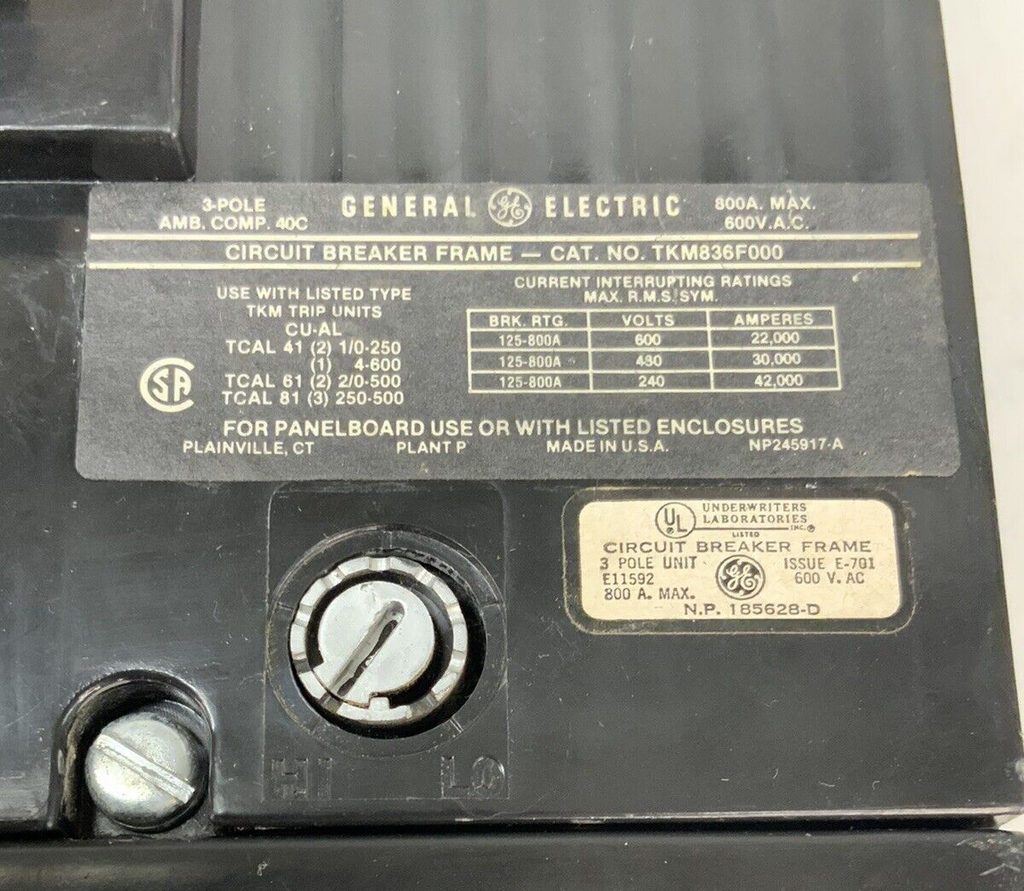 3-POLE
AMB. COMP. 40C
GENERAL GE ELECTRIC
800A. MAX.
600V.A.C.
CIRCUIT BREAKER FRAME — CAT. NO. TKM836F000
USE WITH LISTED TYPE
TKM TRIP UNITS
CU-AL
TCAL 41 (2) 1/0-250
(1) 4-600
TCAL 61 (2) 2/0-500
TCAL 81 (3) 250-500
SA
CURRENT INTERRUPTING RATINGS
MAX. R.M.S. SYM.
BRK. RTG. VOLTS AMPERES
125-800A 600 22,000
125-800A 480 30,000
125-800A 240 42,000
FOR PANELBOARD USE OR WITH LISTED ENCLOSURES
PLAINVILLE, CT PLANT P MADE IN U.S.A. NP245917-A
UL UNDERWRITERS
LABORATORIES
INC.®
LISTED
CIRCUIT BREAKER FRAME
3 POLE UNIT GE ISSUE E-701
E11592 600 V. AC
800 A. MAX.
N.P. 185628-D
HI LO